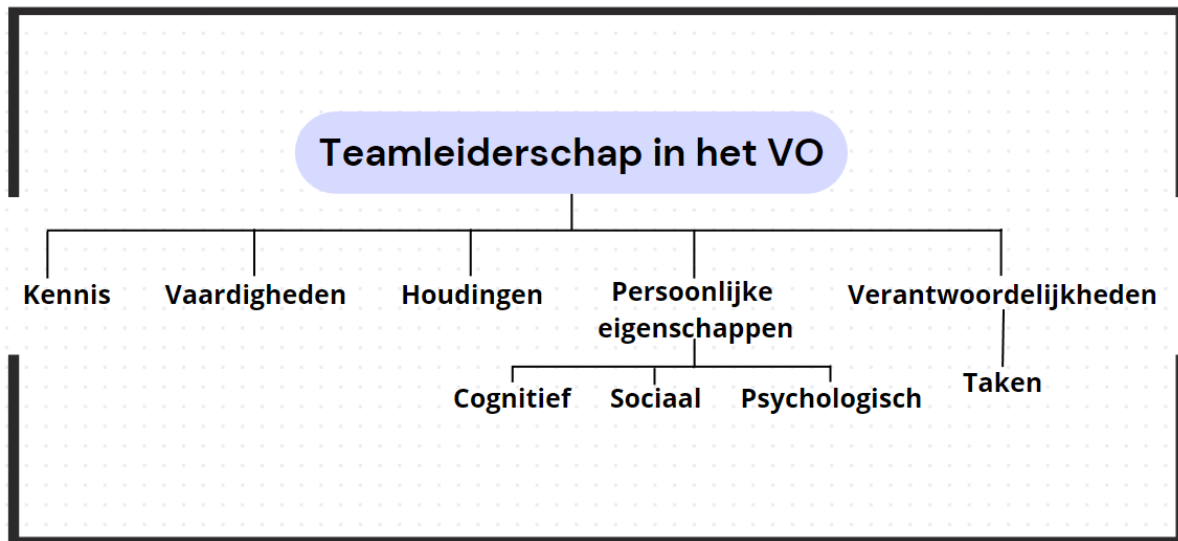 Teamleiderschap in het VO
Kennis
Vaardigheden
Houdingen
Persoonlijke
eigenschappen
Verantwoordelijkheden
Cognitief
Sociaal
Psychologisch
Taken